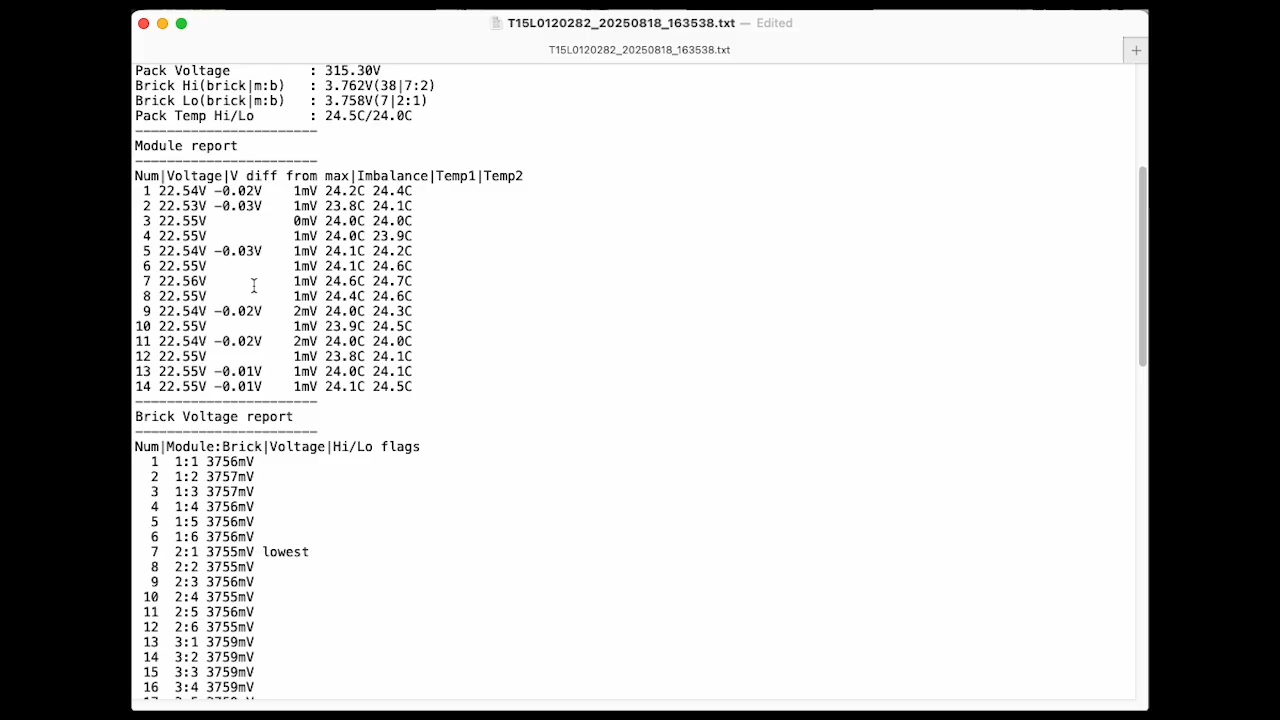 T15L0120282_20250818_163538.txt — Edited
T15L0120282_20250818_163538.txt
Pack Voltage          : 315.30V
Brick Hi(brick|m:b)   : 3.762V(38|7:2)
Brick Lo(brick|m:b)   : 3.758V(7|2:1)
Pack Temp Hi/Lo       : 24.5C/24.0C
-----------------------
Module report
-----------------------
Num|Voltage|V diff from max|Imbalance|Temp1|Temp2
 1 22.54V -0.02V    1mV 24.2C 24.4C
 2 22.53V -0.03V    1mV 23.8C 24.1C
 3 22.55V           0mV 24.0C 24.0C
 4 22.55V           1mV 24.0C 23.9C
 5 22.54V -0.03V    1mV 24.1C 24.2C
 6 22.55V           1mV 24.1C 24.6C
 7 22.56V           1mV 24.6C 24.7C
 8 22.55V           1mV 24.4C 24.6C
 9 22.54V -0.02V    2mV 24.0C 24.3C
10 22.55V           1mV 23.9C 24.5C
11 22.54V -0.02V    2mV 24.0C 24.0C
12 22.55V           1mV 23.8C 24.1C
13 22.55V -0.01V    1mV 24.0C 24.1C
14 22.55V -0.01V    1mV 24.1C 24.5C
-----------------------
Brick Voltage report
-----------------------
Num|Module:Brick|Voltage|Hi/Lo flags
  1  1:1 3756mV
  2  1:2 3757mV
  3  1:3 3757mV
  4  1:4 3756mV
  5  1:5 3756mV
  6  1:6 3756mV
  7  2:1 3755mV lowest
  8  2:2 3755mV
  9  2:3 3756mV
 10  2:4 3755mV
 11  2:5 3756mV
 12  2:6 3755mV
 13  3:1 3759mV
 14  3:2 3759mV
 15  3:3 3759mV
 16  3:4 3759mV